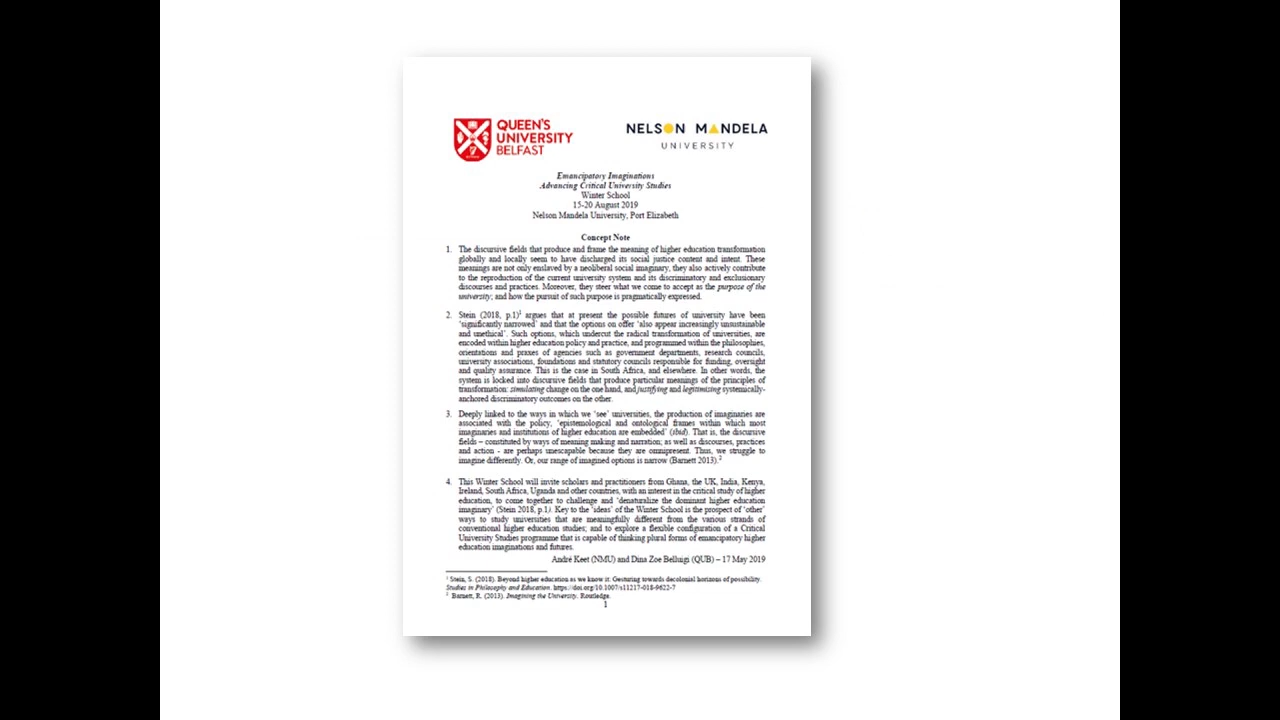 QUEEN'S
UNIVERSITY
BELFAST
NELSON MANDELA
UNIVERSITY
Emancipatory Imaginations
Advancing Critical University Studies
Winter School
15-20 August 2019
Nelson Mandela University, Port Elizabeth
Concept Note
1. The discursive fields that produce and frame the meaning of higher education transformation
globally and locally seem to have discharged its social justice content and intent. These
meanings are not only enslaved by a neoliberal social imaginary, they also actively contribute
to the reproduction of the current university system and its discriminatory and exclusionary
discourses and practices. Moreover, they steer what we come to accept as the purpose of the
university; and how the pursuit of such purpose is pragmatically expressed.
2. Stein (2018, p.1)1 argues that at present the possible futures of university have been
'significantly narrowed' and that the options on offer 'also appear increasingly unsustainable
and unethical'. Such options, which undercut the radical transformation of universities, are
encoded within higher education policy and practice, and programmed within the philosophies,
orientations and praxes of agencies such as government departments, research councils,
university associations, foundations and statutory councils responsible for funding, oversight
and quality assurance. This is the case in South Africa, and elsewhere. In other words, the
system is locked into discursive fields that produce particular meanings of the principles of
transformation: simulating change on the one hand, and justifying and legitimising systemically-
anchored discriminatory outcomes on the other.
3. Deeply linked to the ways in which we 'see' universities, the production of imaginaries are
associated with the policy, 'epistemological and ontological frames within which most
imaginaries and institutions of higher education are embedded' (ibid). That is, the discursive
fields – constituted by ways of meaning making and narration; as well as discourses, practices
and action - are perhaps unescapable because they are omnipresent. Thus, we struggle to
imagine differently. Or, our range of imagined options is narrow (Barnett 2013).2
4. This Winter School will invite scholars and practitioners from Ghana, the UK, India, Kenya,
Ireland, South Africa, Uganda and other countries, with an interest in the critical study of higher
education, to come together to challenge and 'denaturalize the dominant higher education
imaginary' (Stein 2018, p.1). Key to the 'ideas' of the Winter School is the prospect of 'other'
ways to study universities that are meaningfully different from the various strands of
conventional higher education studies; and to explore a flexible configuration of a Critical
University Studies programme that is capable of thinking plural forms of emancipatory higher
education imaginations and futures.
André Keet (NMU) and Dina Zoe Belluigi (QUB) – 17 May 2019
1 Stein, S. (2018). Beyond higher education as we know it: Gesturing towards decolonial horizons of possibility.
Studies in Philosophy and Education. https://doi.org/10.1007/s11217-018-9622-7
2 Barnett, R. (2013). Imagining the University. Routledge.
1